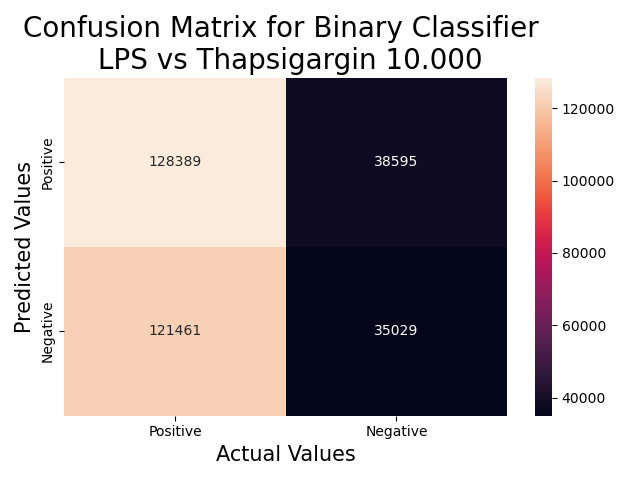 Confusion Matrix for Binary Classifier
LPS vs Thapsigargin 10.000
Predicted Values
Positive
Negative
128389
38595
121461
35029
Positive
Negative
Actual Values
120000
100000
80000
60000
40000